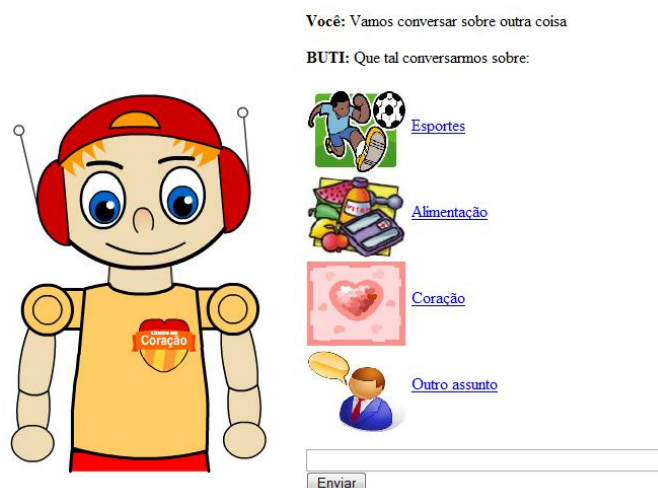 Você: Vamos conversar sobre outra coisa
BUTI: Que tal conversarmos sobre:
Esportes
Alimentação
Coração
Coração
Outro assunto
Enviar